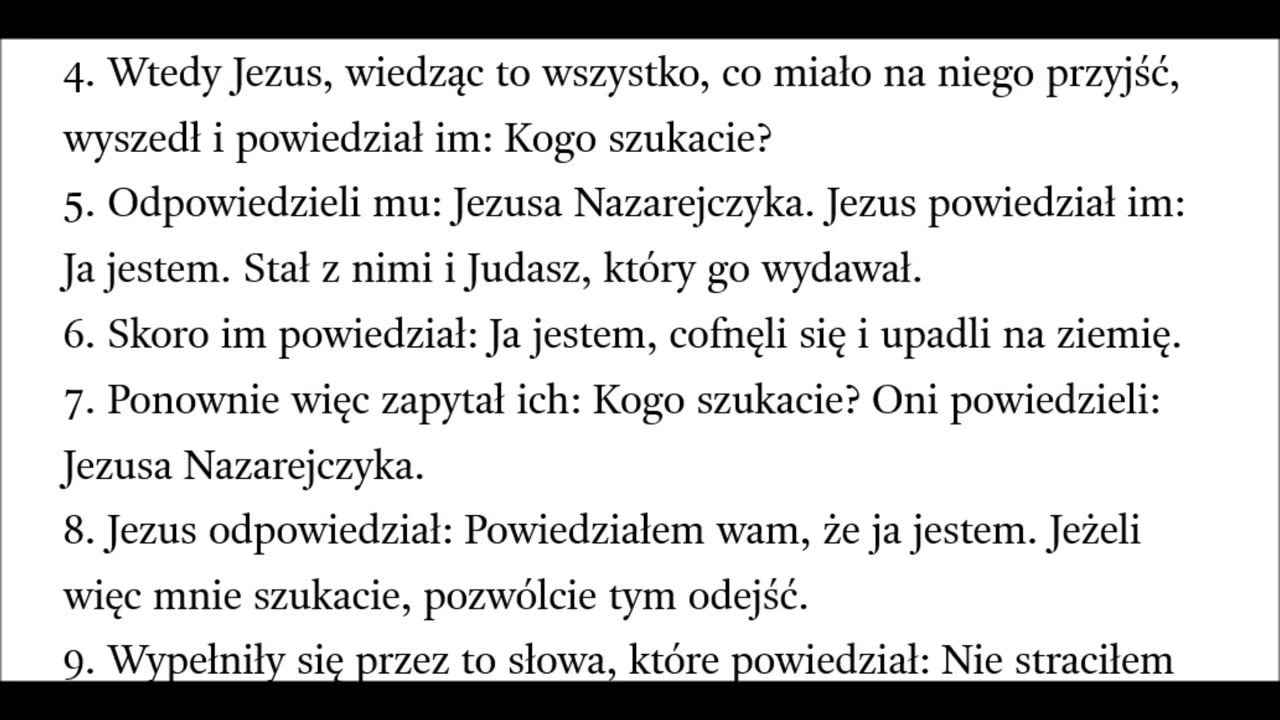 4. Wtedy Jezus, wiedząc to wszystko, co miało na niego przyjść,
wyszedł i powiedział im: Kogo szukacie?
5. Odpowiedzieli mu: Jezusa Nazarejczyka. Jezus powiedział im:
Ja jestem. Stał z nimi i Judasz, który go wydawał.
6. Skoro im powiedział: Ja jestem, cofnęli się i upadli na ziemię.
7. Ponownie więc zapytał ich: Kogo szukacie? Oni powiedzieli:
Jezusa Nazarejczyka.
8. Jezus odpowiedział: Powiedziałem wam, że ja jestem. Jeżeli
więc mnie szukacie, pozwólcie tym odejść.
9. Wypełniły się przez to słowa, które powiedział: Nie straciłem